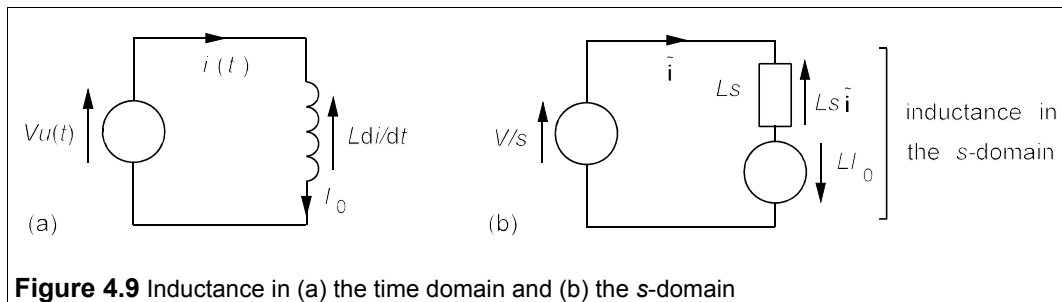 i(t)
Vu(t)
Ldi/dt
I₀
(a)
ĩ
Ls
Lsĩ
V/s
LI₀
(b)
inductance in
the s-domain
Figure 4.9 Inductance in (a) the time domain and (b) the s-domain